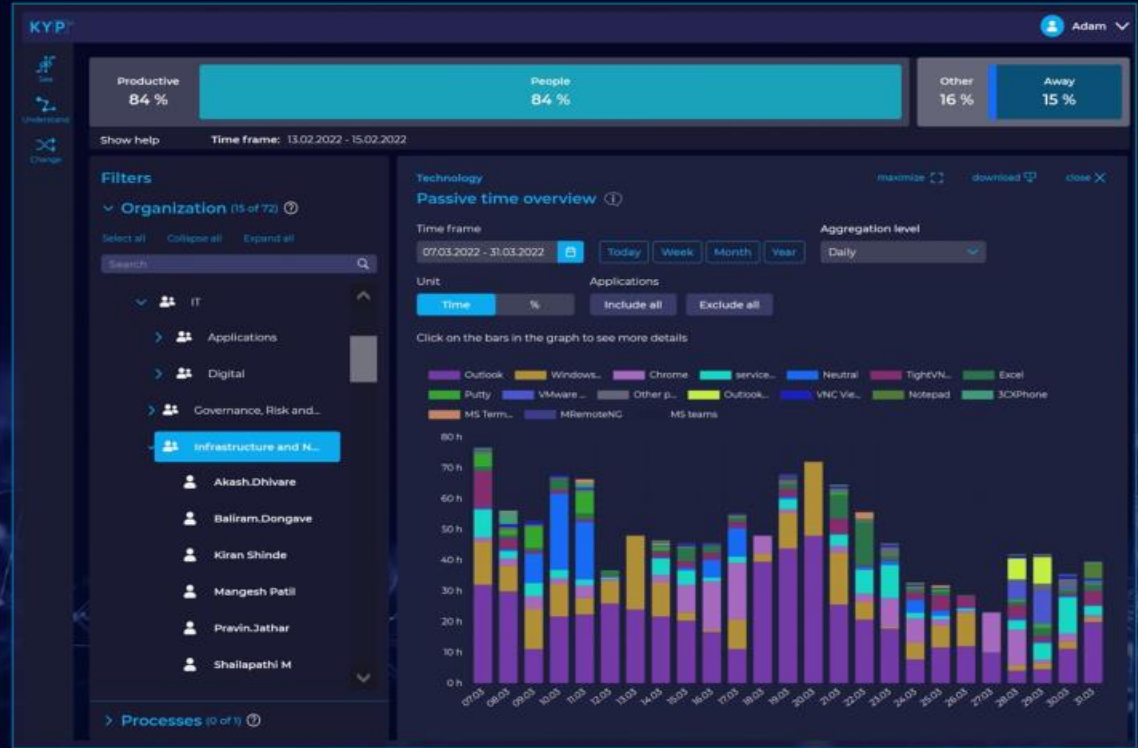 KYP
Adam
See
Understand
Change
Productive
84 %
People
84 %
Other
16 %
Away
15 %
Show help
Time frame: 13.02.2022 - 15.02.2022
Filters
Organization (15 of 72)
Select all Collapse all Expand all
Search
IT
Applications
Digital
Governance, Risk and...
Infrastructure and N...
Akash.Dhivare
Baliram.Dongave
Kiran Shinde
Mangesh Patil
Pravin.Jathar
Shailapathi M
Processes (0 of 1)
Technology
maximize download close
Passive time overview
Time frame
Aggregation level
07.03.2022 - 31.03.2022 Today Week Month Year Daily
Unit Applications
Time % Include all Exclude all
Click on the bars in the graph to see more details
Outlook Windows... Chrome service... Neutral TightVN... Excel
Putty VMware ... Other p... Outlook... VNC Vie... Notepad 3CXPhone
MS Term... MRemoteNG MS teams
80 h
70 h
60 h
50 h
40 h
30 h
20 h
10 h
0 h
07.03 08.03 09.03 10.03 11.03 12.03 13.03 14.03 15.03 16.03 17.03 18.03 19.03 20.03 21.03 22.03 23.03 24.03 25.03 26.03 27.03 28.03 29.03 30.03 31.03